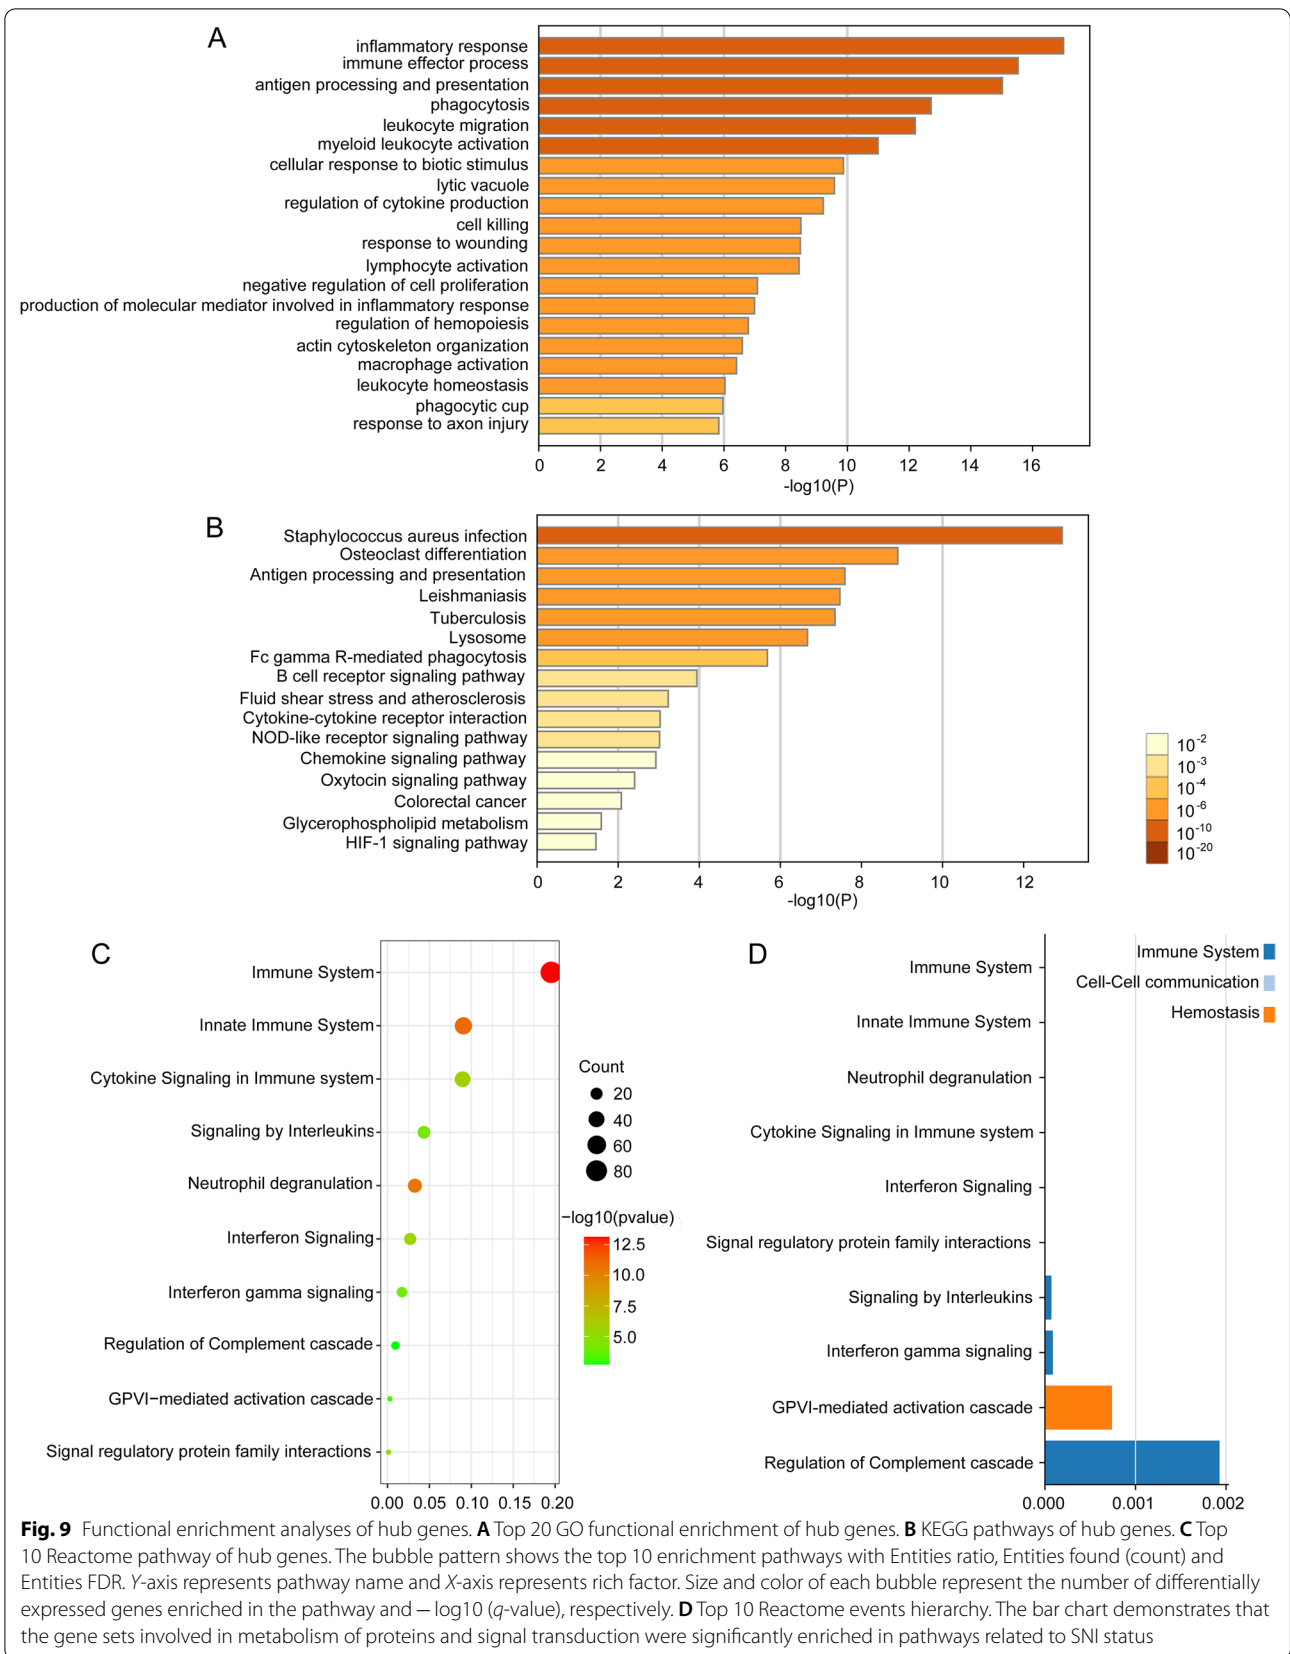 A
inflammatory response
immune effector process
antigen processing and presentation
phagocytosis
leukocyte migration
myeloid leukocyte activation
cellular response to biotic stimulus
lytic vacuole
regulation of cytokine production
cell killing
response to wounding
lymphocyte activation
negative regulation of cell proliferation
production of molecular mediator involved in inflammatory response
regulation of hemopoiesis
actin cytoskeleton organization
macrophage activation
leukocyte homeostasis
phagocytic cup
response to axon injury
0 2 4 6 8 10 12 14 16
-log10(P)
B
Staphylococcus aureus infection
Osteoclast differentiation
Antigen processing and presentation
Leishmaniasis
Tuberculosis
Lysosome
Fc gamma R-mediated phagocytosis
B cell receptor signaling pathway
Fluid shear stress and atherosclerosis
Cytokine-cytokine receptor interaction
NOD-like receptor signaling pathway
Chemokine signaling pathway
Oxytocin signaling pathway
Colorectal cancer
Glycerophospholipid metabolism
HIF-1 signaling pathway
0 2 4 6 8 10 12
-log10(P)
10-2
10-3
10-4
10-6
10-10
10-20
C
Immune System
Innate Immune System
Cytokine Signaling in Immune system
Signaling by Interleukins
Neutrophil degranulation
Interferon Signaling
Interferon gamma signaling
Regulation of Complement cascade
GPVI−mediated activation cascade
Signal regulatory protein family interactions
0.00 0.05 0.10 0.15 0.20
Count
20
40
60
80
−log10(pvalue)
12.5
10.0
7.5
5.0
D
Immune System
Cell-Cell communication
Hemostasis
Immune System
Innate Immune System
Neutrophil degranulation
Cytokine Signaling in Immune system
Interferon Signaling
Signal regulatory protein family interactions
Signaling by Interleukins
Interferon gamma signaling
GPVI-mediated activation cascade
Regulation of Complement cascade
0.000 0.001 0.002
Fig. 9 Functional enrichment analyses of hub genes. A Top 20 GO functional enrichment of hub genes. B KEGG pathways of hub genes. C Top
10 Reactome pathway of hub genes. The bubble pattern shows the top 10 enrichment pathways with Entities ratio, Entities found (count) and
Entities FDR. Y-axis represents pathway name and X-axis represents rich factor. Size and color of each bubble represent the number of differentially
expressed genes enriched in the pathway and − log10 (q-value), respectively. D Top 10 Reactome events hierarchy. The bar chart demonstrates that
the gene sets involved in metabolism of proteins and signal transduction were significantly enriched in pathways related to SNI status